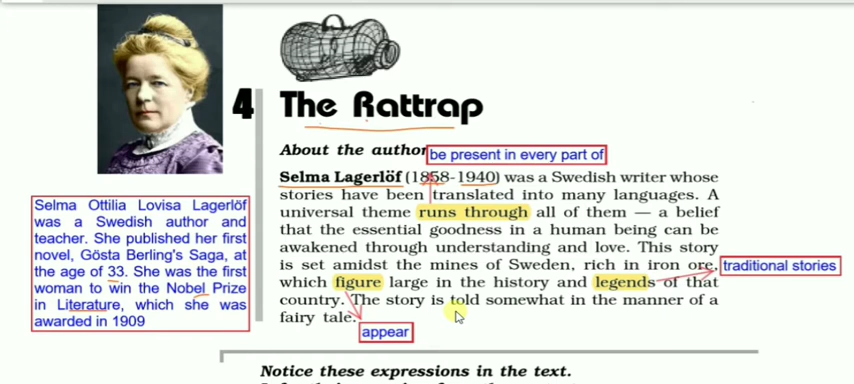 4 The Rattrap
About the author
be present in every part of
Selma Lagerlöf (1858-1940) was a Swedish writer whose
stories have been translated into many languages. A
universal theme runs through all of them — a belief
that the essential goodness in a human being can be
awakened through understanding and love. This story
is set amidst the mines of Sweden, rich in iron ore,
which figure large in the history and legends of that
country. The story is told somewhat in the manner of a
fairy tale.
traditional stories
appear
Selma Ottilia Lovisa Lagerlöf
was a Swedish author and
teacher. She published her first
novel, Gösta Berling's Saga, at
the age of 33. She was the first
woman to win the Nobel Prize
in Literature, which she was
awarded in 1909
Notice these expressions in the text.